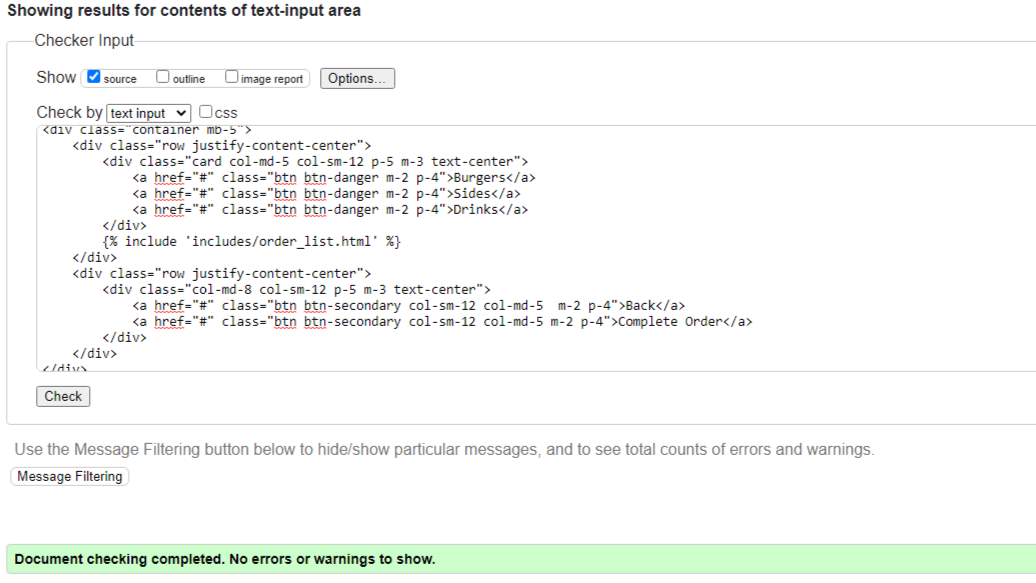 Showing results for contents of text-input area
Checker Input
Show source outline image report Options...
Check by text input css
<div class="container mb-5">
<div class="row justify-content-center">
<div class="card col-md-5 col-sm-12 p-5 m-3 text-center">
<a href="#" class="btn btn-danger m-2 p-4">Burgers</a>
<a href="#" class="btn btn-danger m-2 p-4">Sides</a>
<a href="#" class="btn btn-danger m-2 p-4">Drinks</a>
</div>
{% include 'includes/order_list.html' %}
</div>
<div class="row justify-content-center">
<div class="col-md-8 col-sm-12 p-5 m-3 text-center">
<a href="#" class="btn btn-secondary col-sm-12 col-md-5  m-2 p-4">Back</a>
<a href="#" class="btn btn-secondary col-sm-12 col-md-5 m-2 p-4">Complete Order</a>
</div>
</div>
</div>
Check
Use the Message Filtering button below to hide/show particular messages, and to see total counts of errors and warnings.
Message Filtering
Document checking completed. No errors or warnings to show.